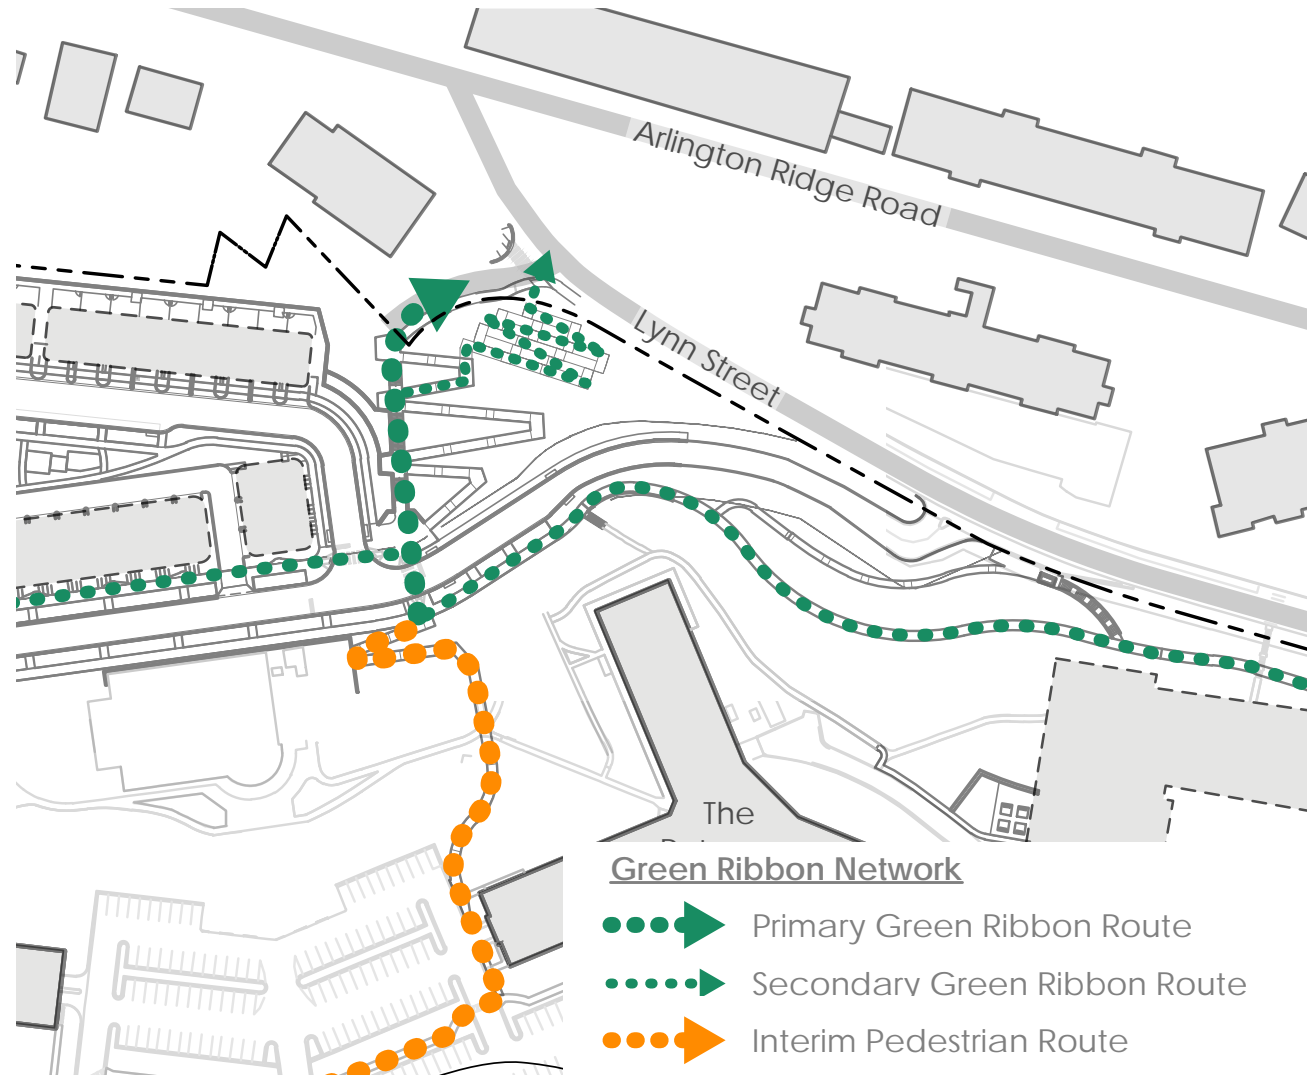 Arlington Ridge Road
Lynn Street
The
Green Ribbon Network
Primary Green Ribbon Route
Secondary Green Ribbon Route
Interim Pedestrian Route